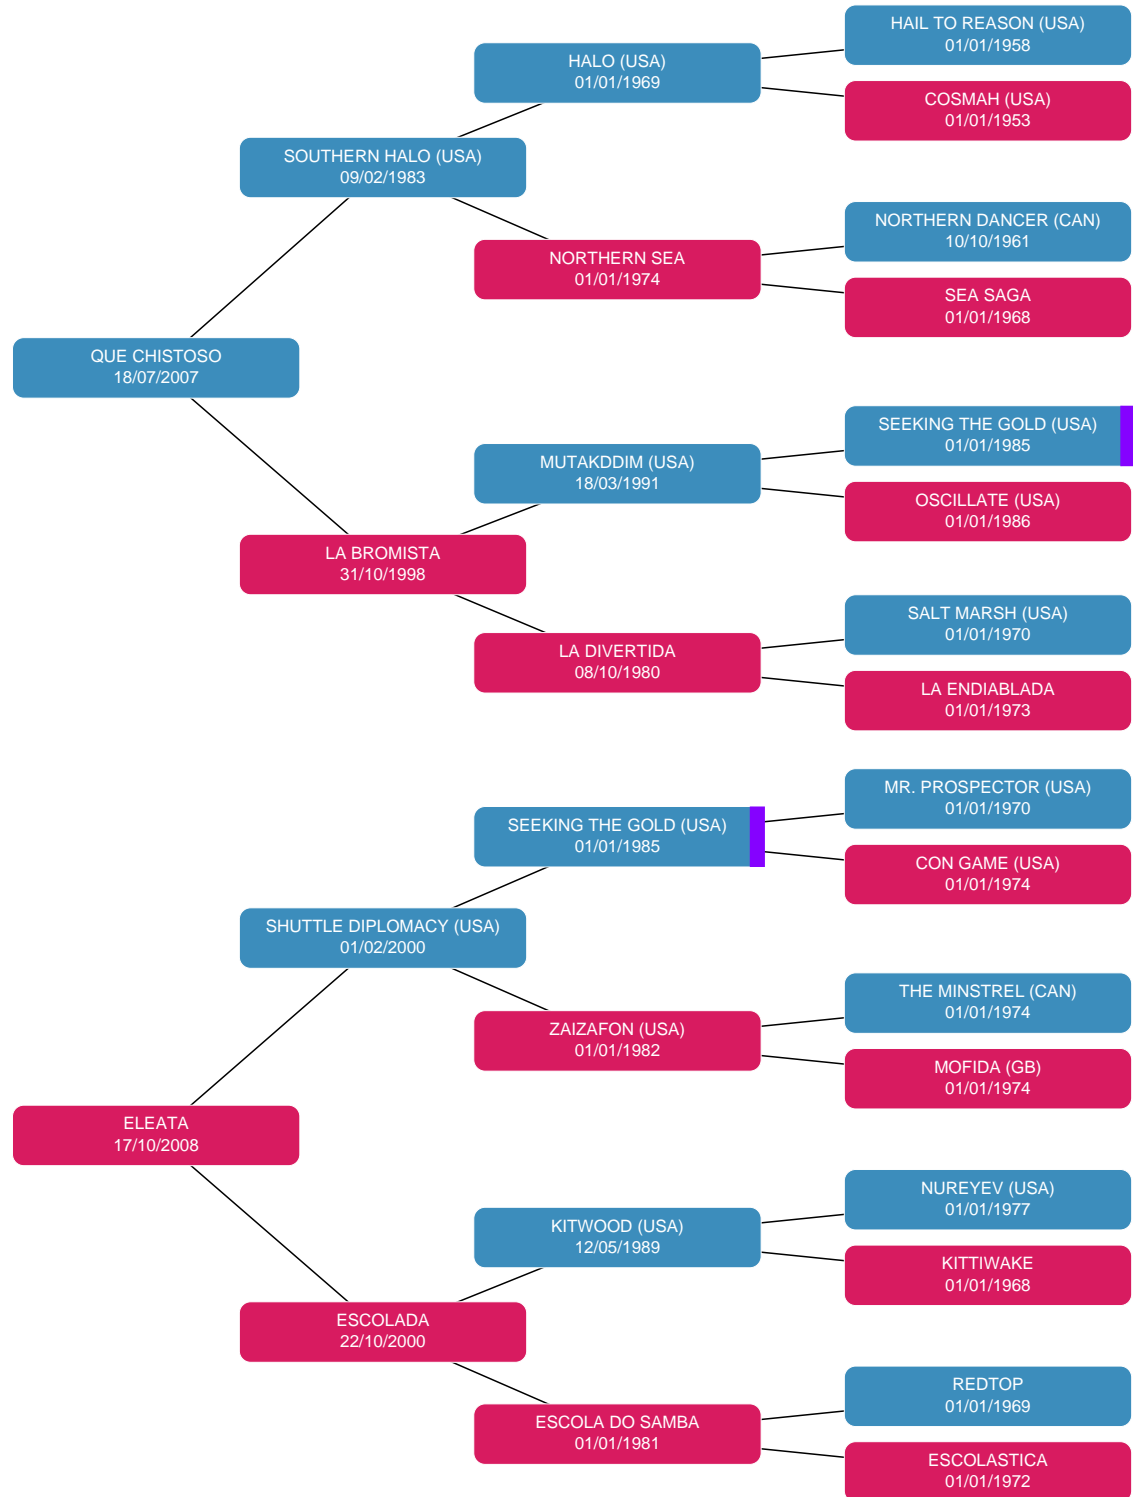 HAIL TO REASON (USA)
01/01/1958
HALO (USA)
01/01/1969
COSMAH (USA)
01/01/1953
SOUTHERN HALO (USA)
09/02/1983
NORTHERN DANCER (CAN)
10/10/1961
NORTHERN SEA
01/01/1974
SEA SAGA
01/01/1968
QUE CHISTOSO
18/07/2007
SEEKING THE GOLD (USA)
01/01/1985
MUTAKDDIM (USA)
18/03/1991
OSCILLATE (USA)
01/01/1986
LA BROMISTA
31/10/1998
SALT MARSH (USA)
01/01/1970
LA DIVERTIDA
08/10/1980
LA ENDIABLADA
01/01/1973
MR. PROSPECTOR (USA)
01/01/1970
SEEKING THE GOLD (USA)
01/01/1985
CON GAME (USA)
01/01/1974
SHUTTLE DIPLOMACY (USA)
01/02/2000
THE MINSTREL (CAN)
01/01/1974
ZAIZAFON (USA)
01/01/1982
MOFIDA (GB)
01/01/1974
ELEATA
17/10/2008
NUREYEV (USA)
01/01/1977
KITWOOD (USA)
12/05/1989
KITTIWAKE
01/01/1968
ESCOLADA
22/10/2000
REDTOP
01/01/1969
ESCOLA DO SAMBA
01/01/1981
ESCOLASTICA
01/01/1972